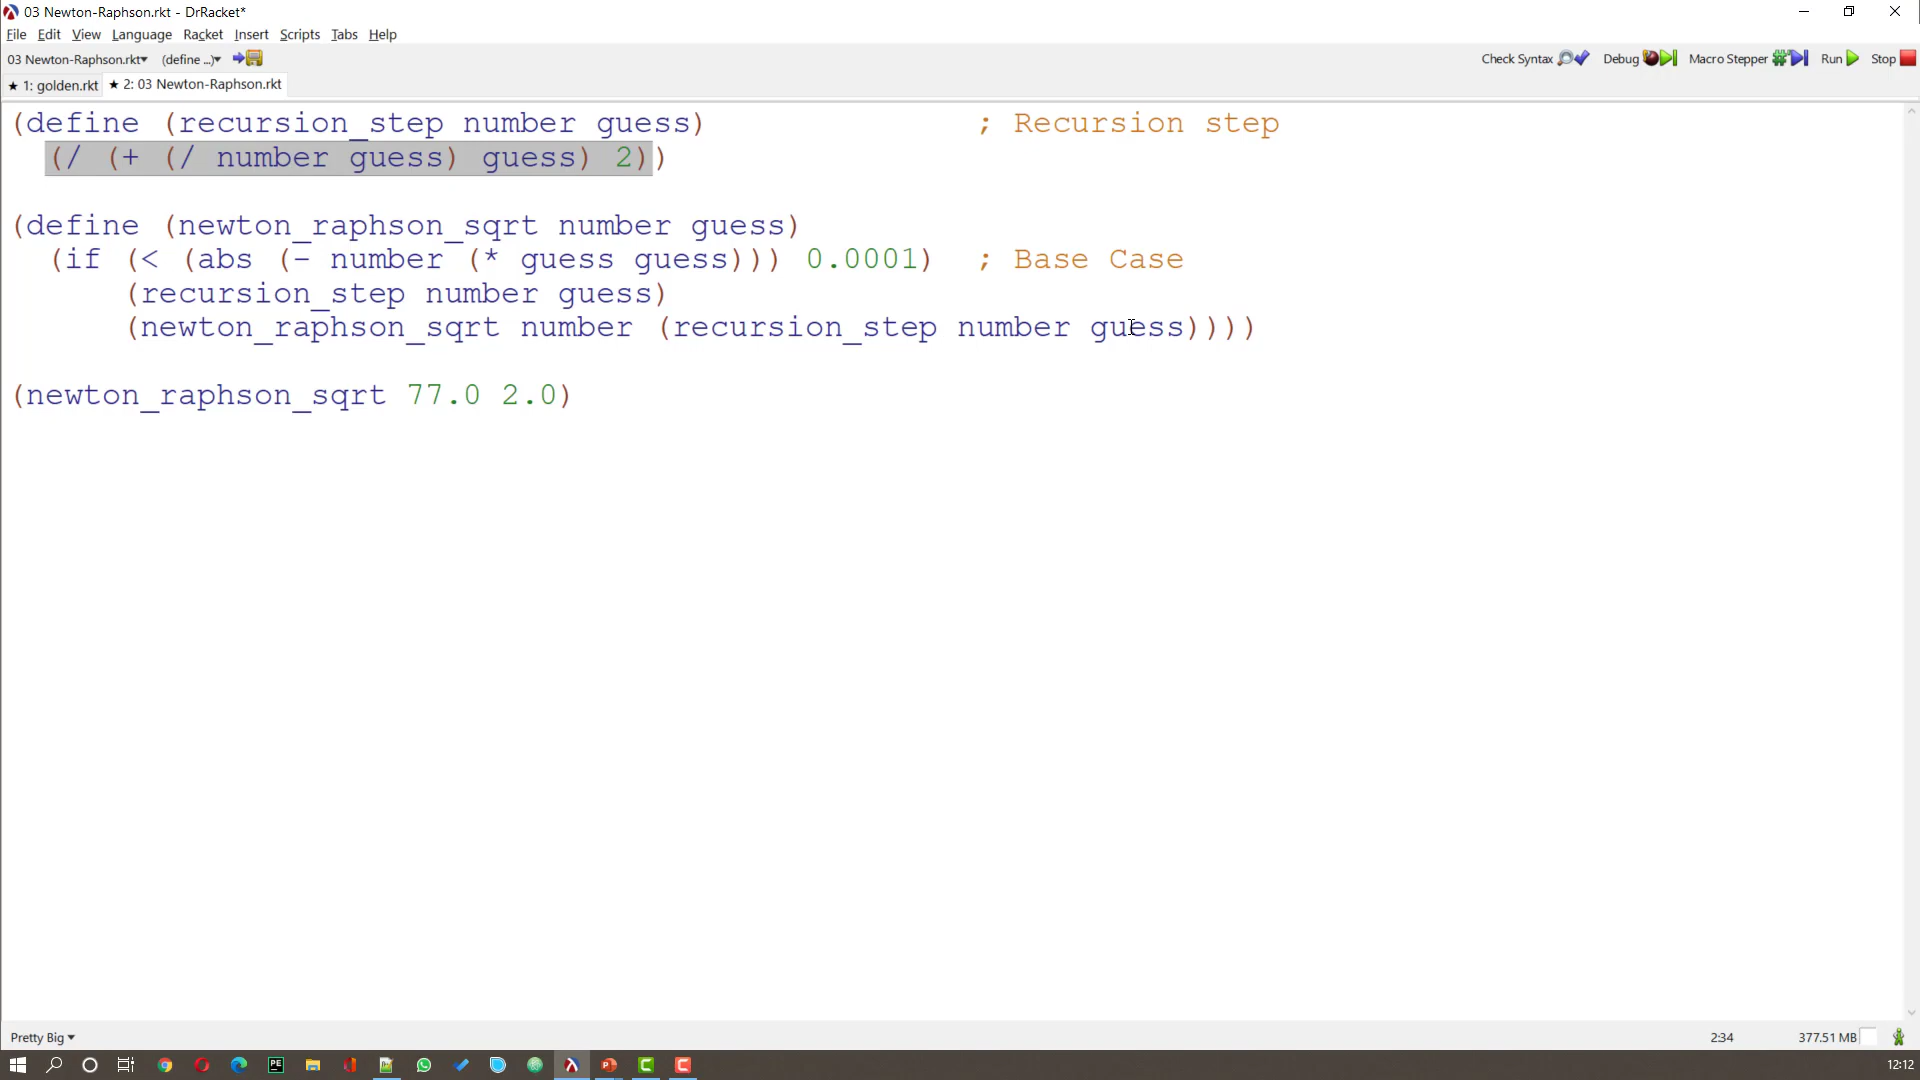 03 Newton-Raphson.rkt - DrRacket*
File Edit View Language Racket Insert Scripts Tabs Help
03 Newton-Raphson.rkt▾ (define ...)▾ Check Syntax Debug Macro Stepper Run Stop
★ 1: golden.rkt ★ 2: 03 Newton-Raphson.rkt
(define (recursion_step number guess) ; Recursion step
(/ (+ (/ number guess) guess) 2))
(define (newton_raphson_sqrt number guess)
(if (< (abs (- number (* guess guess))) 0.0001) ; Base Case
(recursion_step number guess)
(newton_raphson_sqrt number (recursion_step number guess))))
(newton_raphson_sqrt 77.0 2.0)
Pretty Big▾ 2:34 377.51 MB
PE 12:12